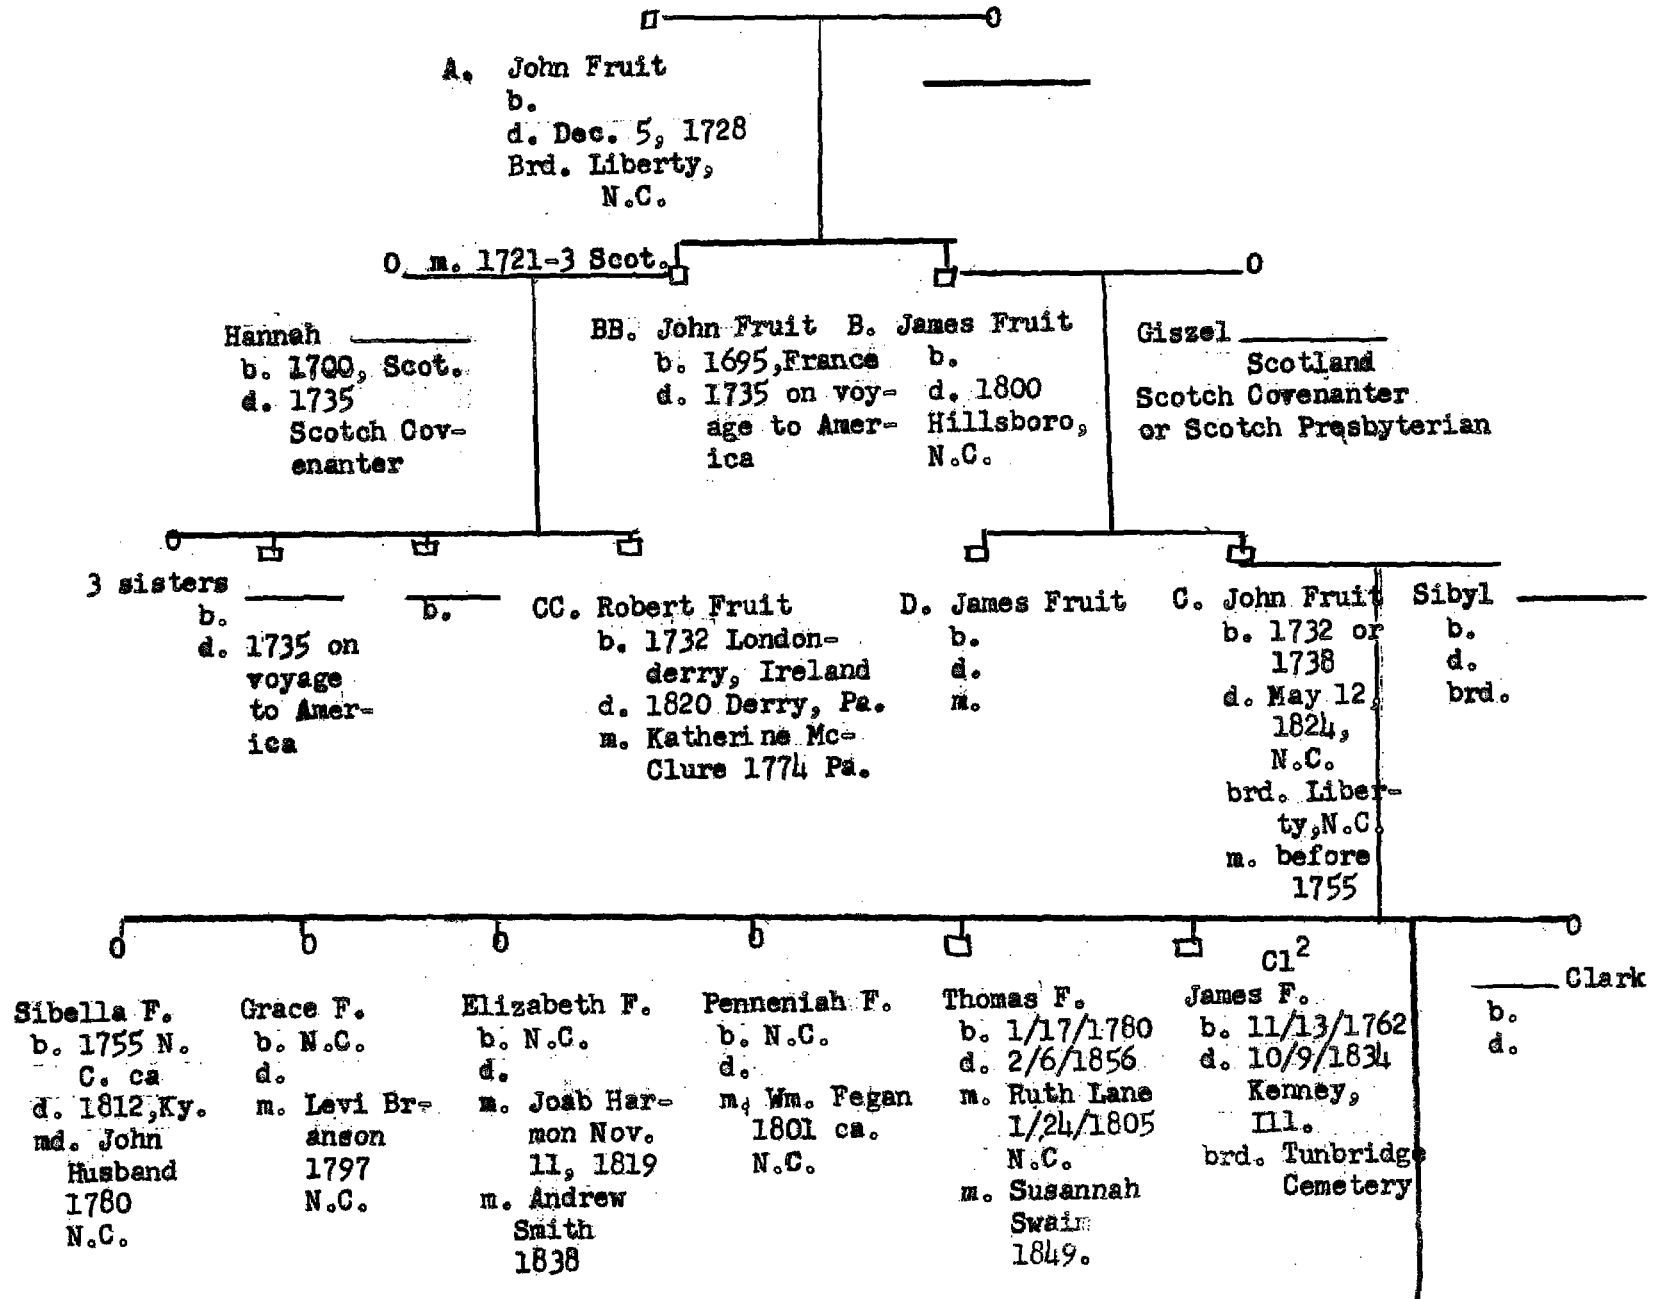 A. John Fruit
b.
d. Dec. 5, 1728
Brd. Liberty,
N.C.
m. 1721-3 Scot.
Hannah
b. 1700, Scot.
d. 1735
Scotch Cov-
enanter
BB. John Fruit
b. 1695,France
d. 1735 on voy-
age to Amer-
ica
B. James Fruit
b.
d. 1800
Hillsboro,
N.C.
Giszel
Scotland
Scotch Covenanter
or Scotch Presbyterian
3 sisters
b.
d. 1735 on
voyage
to Amer-
ica
b.
CC. Robert Fruit
b. 1732 London-
derry, Ireland
d. 1820 Derry, Pa.
m. Katherine Mc-
Clure 1774 Pa.
D. James Fruit
b.
d.
m.
C. John Fruit
b. 1732 or
1738
d. May 12,
1824,
N.C.
brd. Liber-
ty,N.C.
m. before
1755
Sibyl
b.
d.
brd.
Sibella F.
b. 1755 N.
C. ca
d. 1812,Ky.
md. John
Husband
1780
N.C.
Grace F.
b. N.C.
d.
m. Levi Br-
anson
1797
N.C.
Elizabeth F.
b. N.C.
d.
m. Joab Har-
mon Nov.
11, 1819
m. Andrew
Smith
1838
Penneniah F.
b. N.C.
d.
m. Wm. Fegan
1801 ca.
N.C.
Thomas F.
b. 1/17/1780
d. 2/6/1856
m. Ruth Lane
1/24/1805
N.C.
m. Susannah
Swaim
1849.
C1²
James F.
b. 11/13/1762
d. 10/9/1834
Kenney,
Ill.
brd. Tunbridge
Cemetery
Clark
b.
d.